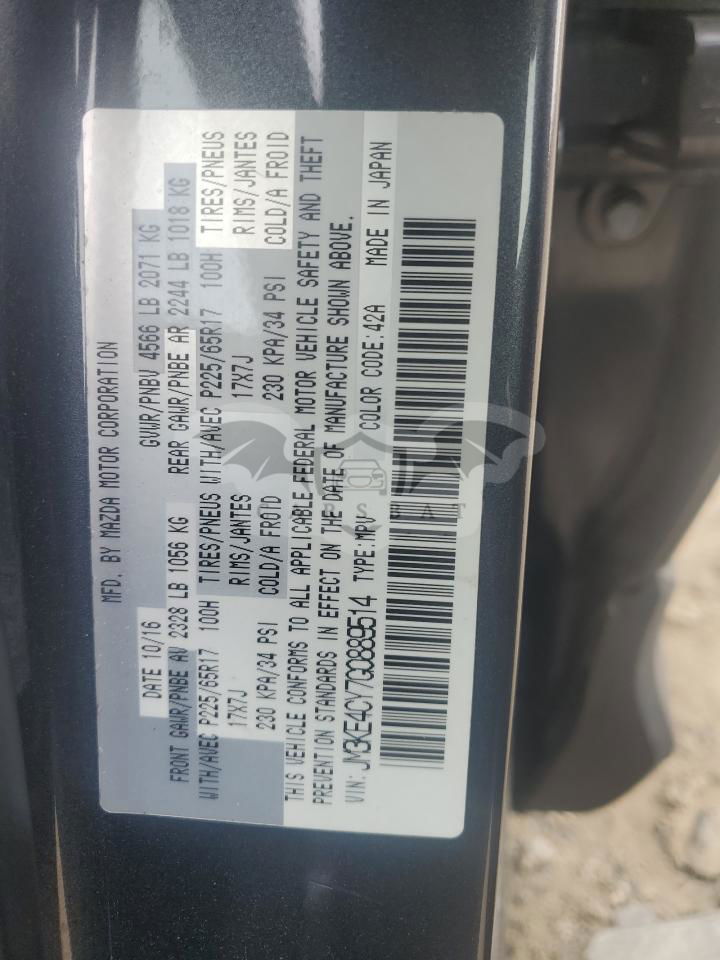 MFD. BY MAZDA MOTOR CORPORATION
DATE 10/16 GVWR/PNBV 4566 LB 2071 KG
FRONT GAWR/PNBE AV 2328 LB 1056 KG REAR GAWR/PNBE AR 2244 LB 1018 KG
WITH/AVEC P225/65R17 100H TIRES/PNEUS WITH/AVEC P225/65R17 100H TIRES/PNEUS
17X7J RIMS/JANTES 17X7J RIMS/JANTES
230 KPA/34 PSI COLD/A FROID 230 KPA/34 PSI COLD/A FROID
THIS VEHICLE CONFORMS TO ALL APPLICABLE FEDERAL MOTOR VEHICLE SAFETY AND THEFT
PREVENTION STANDARDS IN EFFECT ON THE DATE OF MANUFACTURE SHOWN ABOVE.
VIN: JM3KE4CY7G0889514 TYPE:MPV COLOR CODE:42A MADE IN JAPAN